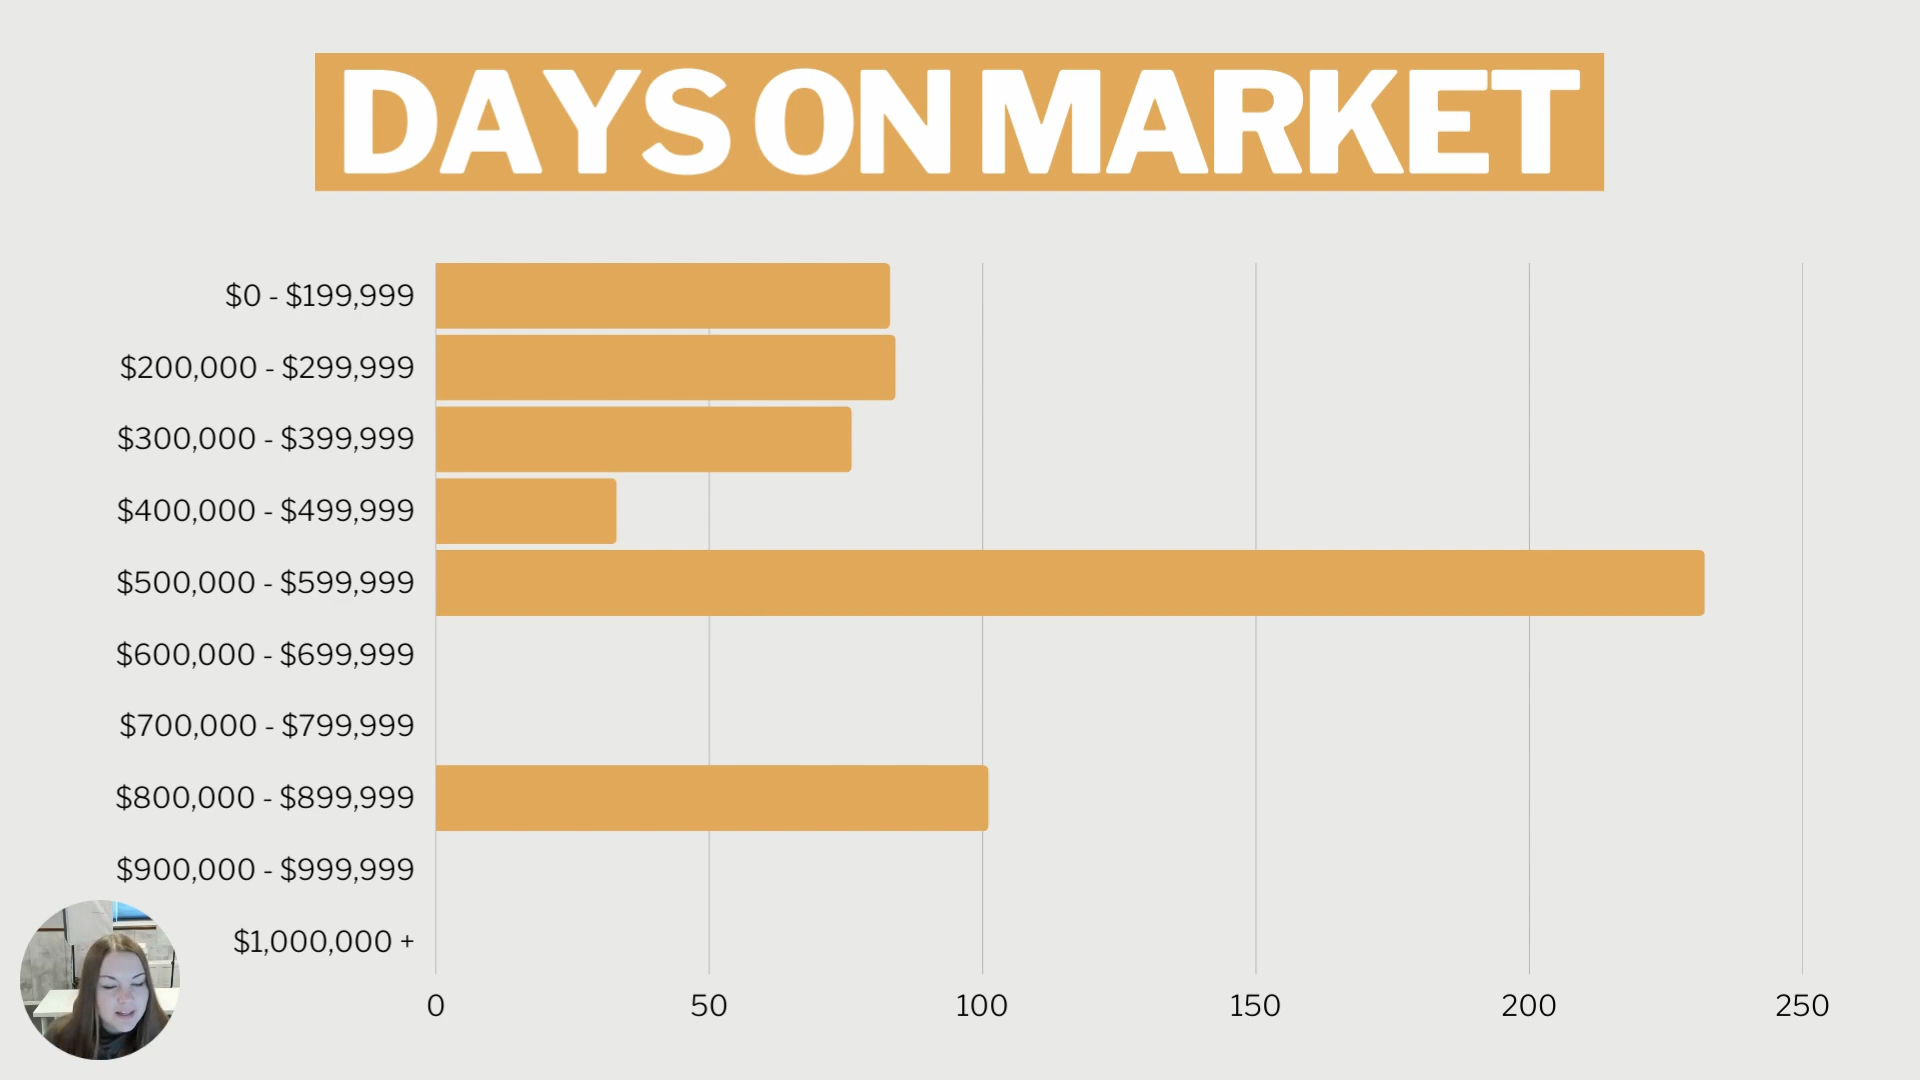 DAYS ON MARKET
$0 - $199,999
$200,000 - $299,999
$300,000 - $399,999
$400,000 - $499,999
$500,000 - $599,999
$600,000 - $699,999
$700,000 - $799,999
$800,000 - $899,999
$900,000 - $999,999
$1,000,000 +
0 50 100 150 200 250